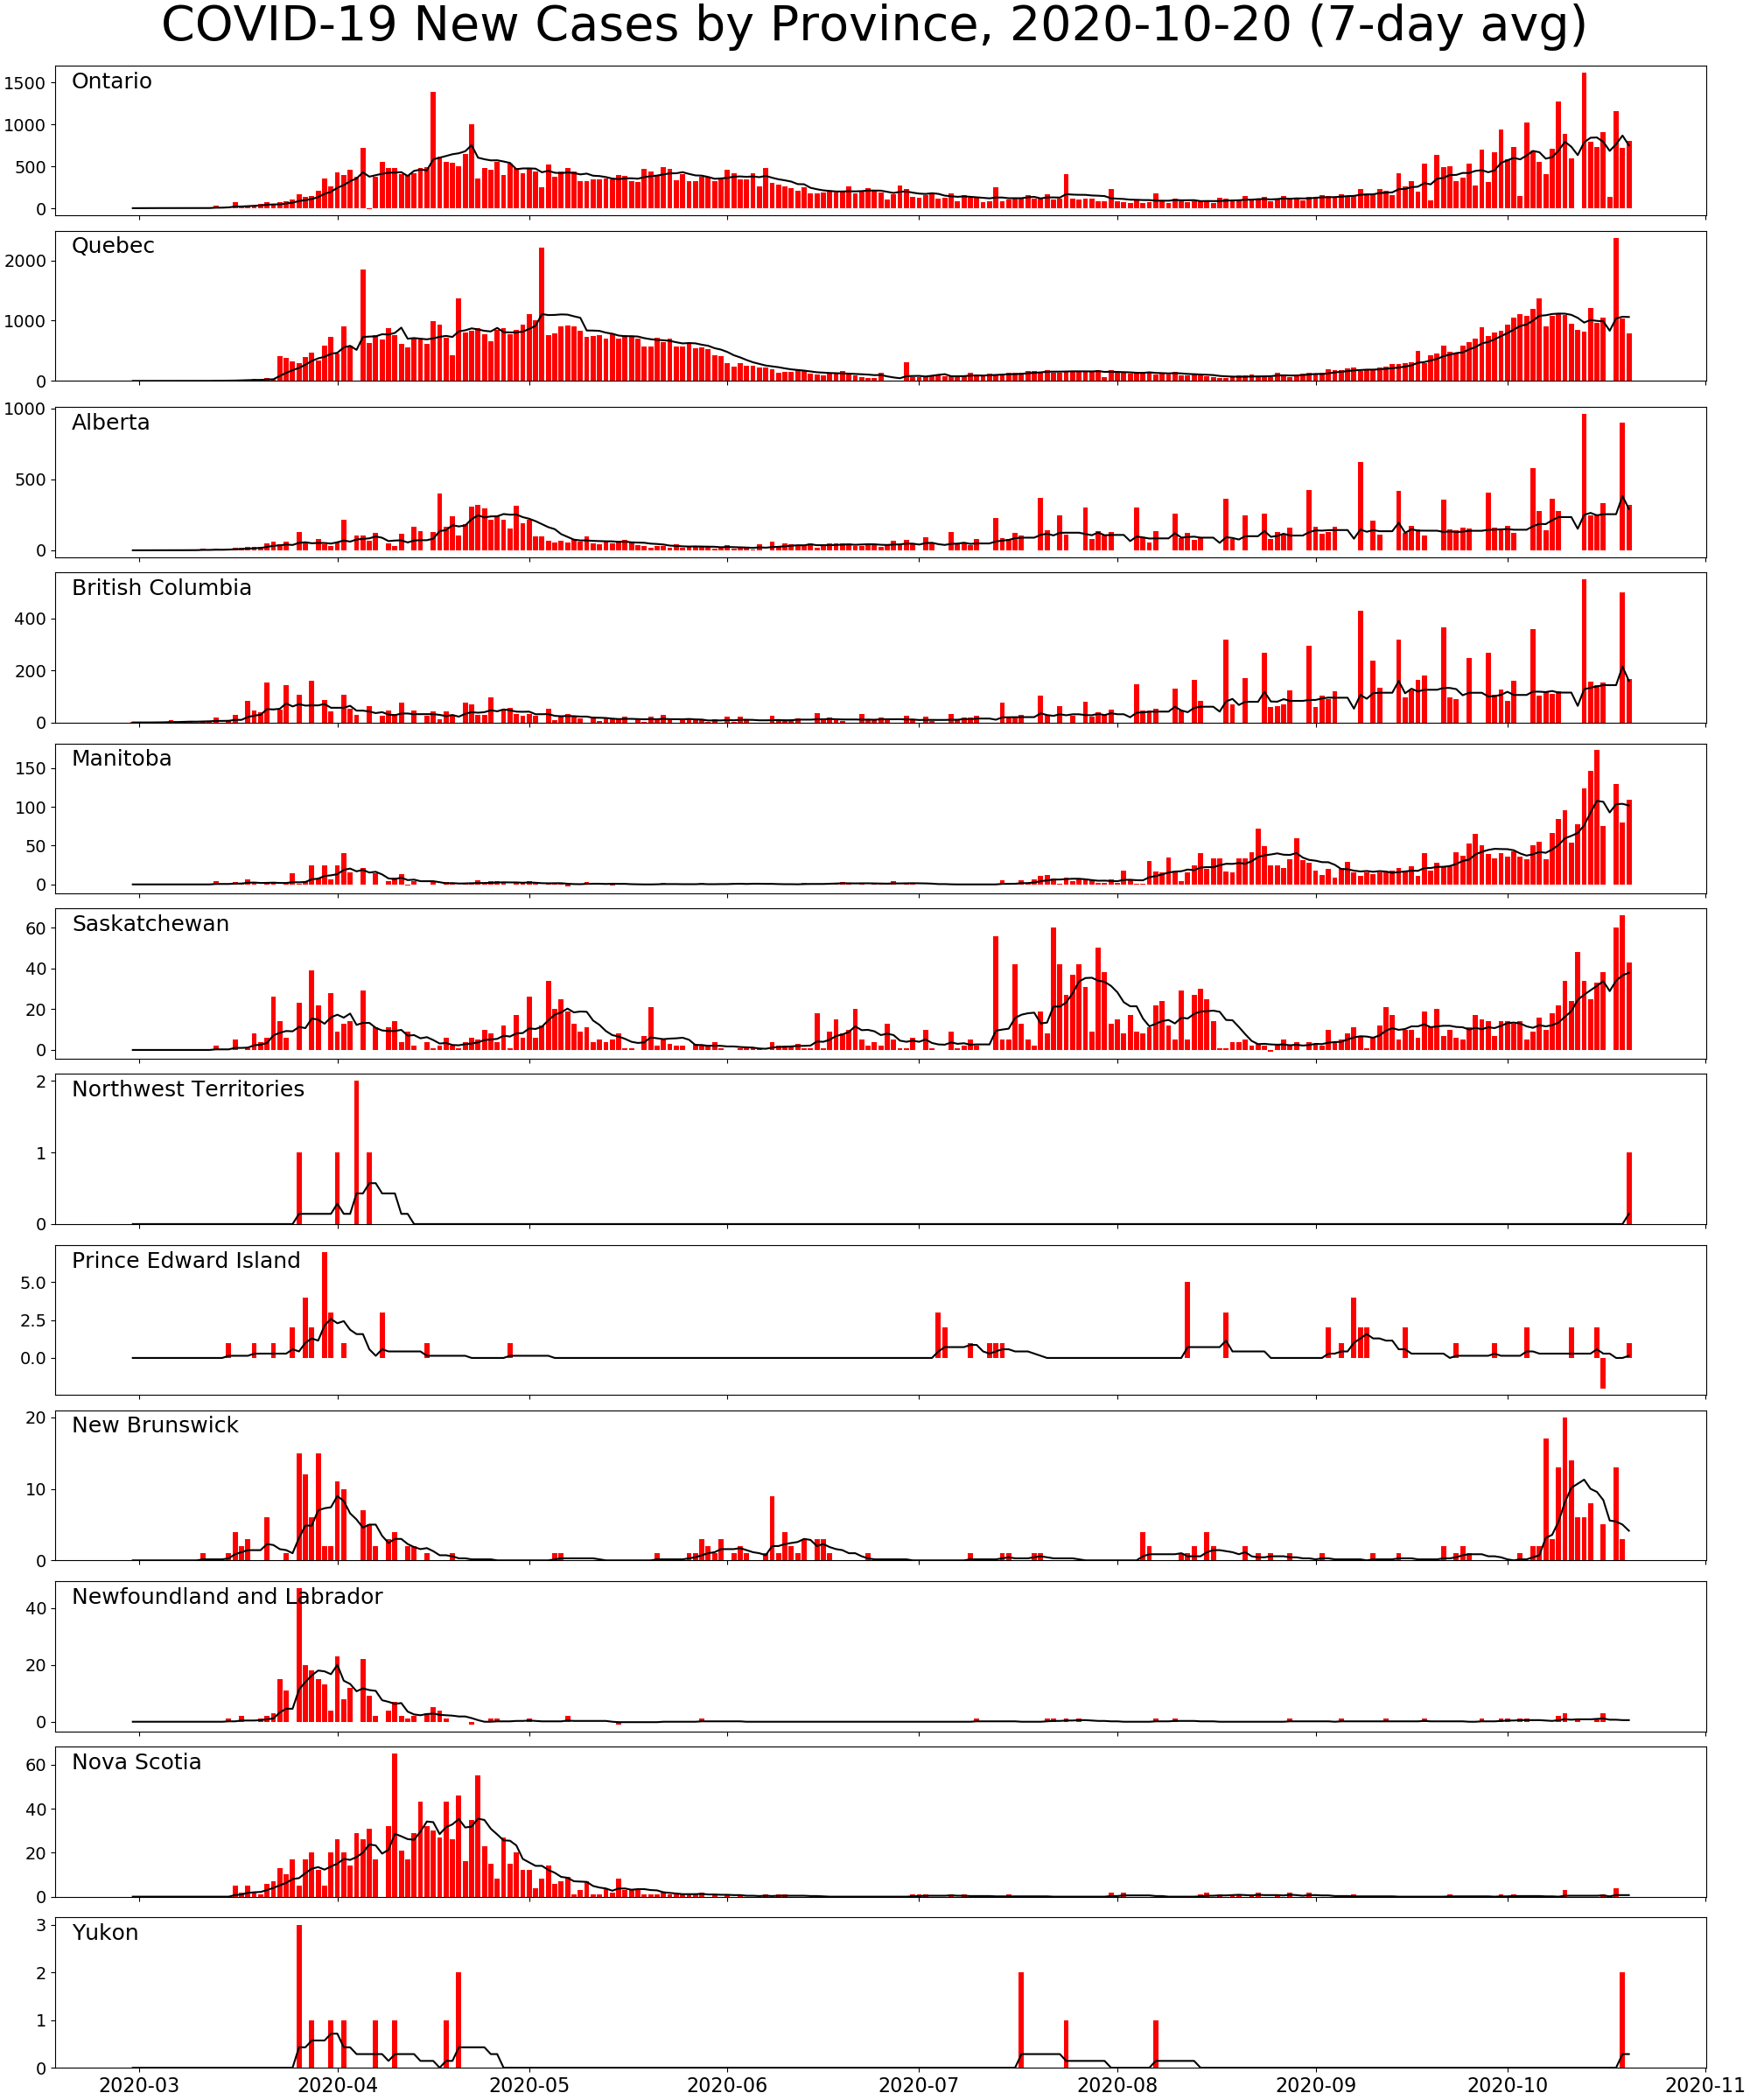 COVID-19 New Cases by Province, 2020-10-20 (7-day avg)
Ontario
1500
1000
500
0
Quebec
2000
1000
0
Alberta
1000
500
0
British Columbia
400
200
0
Manitoba
150
100
50
0
Saskatchewan
60
40
20
0
Northwest Territories
2
1
0
Prince Edward Island
5.0
2.5
0.0
New Brunswick
20
10
0
Newfoundland and Labrador
40
20
0
Nova Scotia
60
40
20
0
Yukon
3
2
1
0
2020-03 2020-04 2020-05 2020-06 2020-07 2020-08 2020-09 2020-10 2020-11